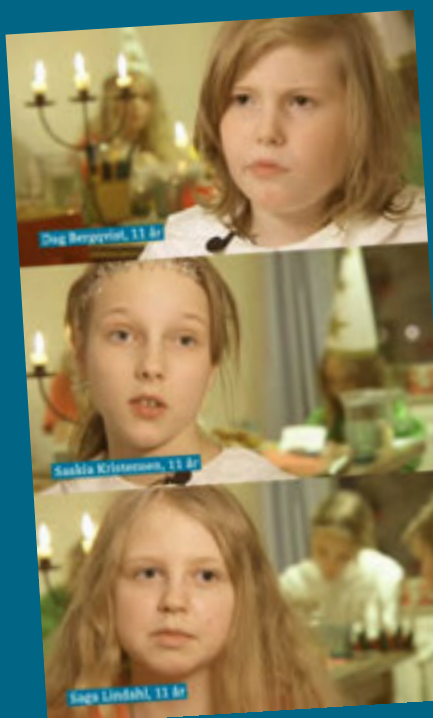 Dag Bergqvist, 11 år
Saskia Kristensen, 11 år
Saga Lindahl, 11 år